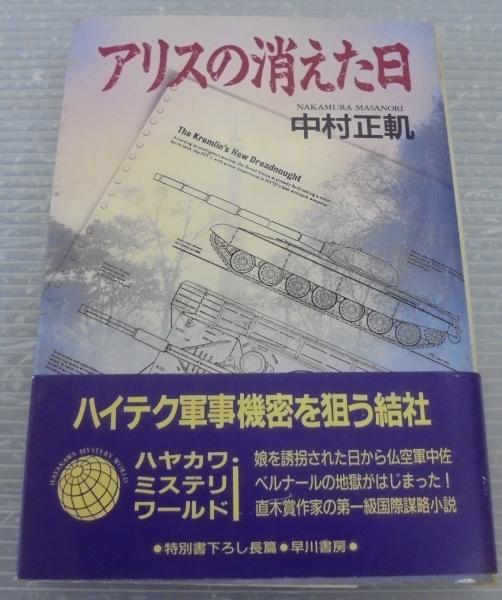 アリスの消えた日
NAKAMURA MASANORI
中村正軌
The Kremlin's New Dreadnought
ハイテク軍事機密を狙う結社
HAYAKAWA MYSTERY WORLD
ハヤカワ
ミステリ
ワールド
娘を誘拐された日から仏空軍中佐
ベルナールの地獄がはじまった!
直木賞作家の第一級国際謀略小説
●特別書下ろし長篇●早川書房●